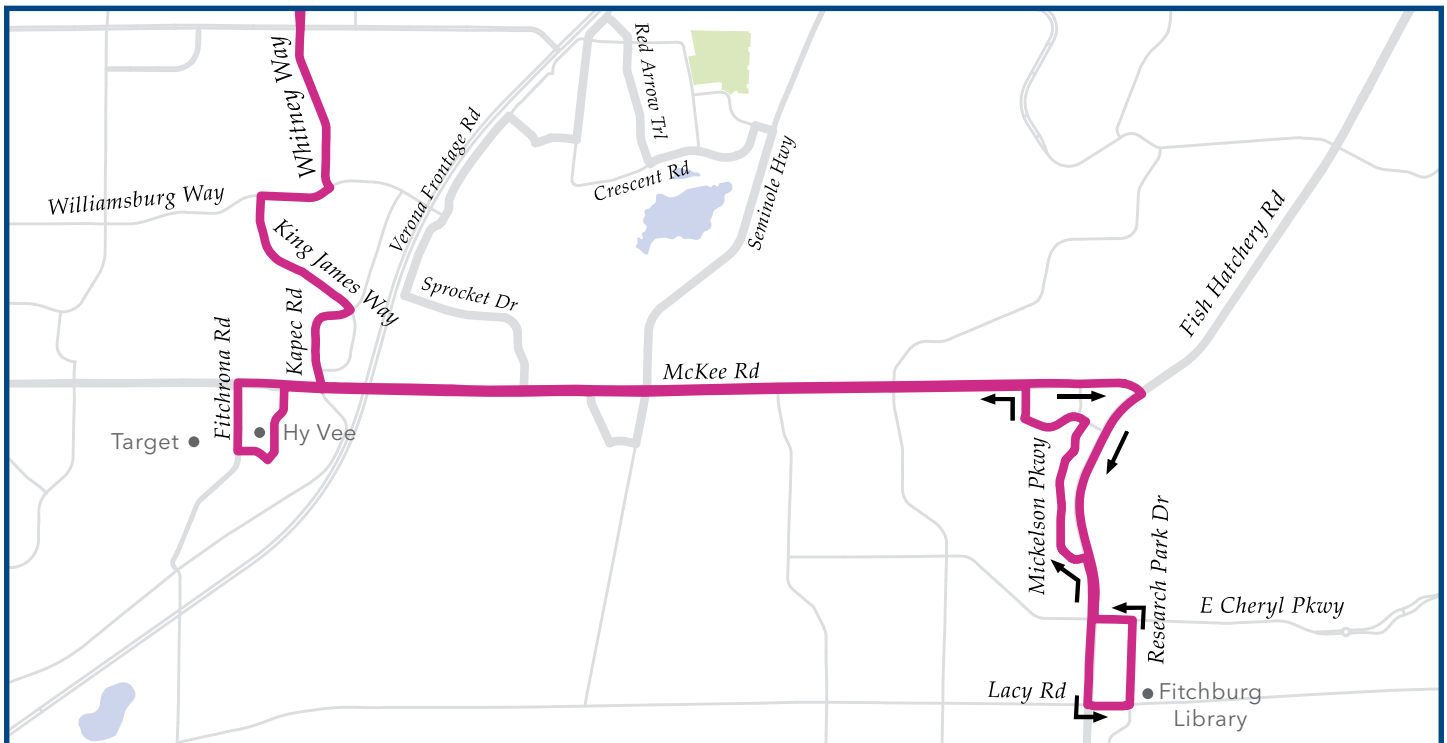 Whitney Way
Red Arrow Trl
Verona Frontage Rd
Crescent Rd
Seminole Hwy
Williamsburg Way
King James Way
Fish Hatchery Rd
Sprocket Dr
Kapec Rd
Fitchrona Rd
McKee Rd
Target
Hy Vee
Mickelson Pkwy
Research Park Dr
E Cheryl Pkwy
Lacy Rd
Fitchburg
Library